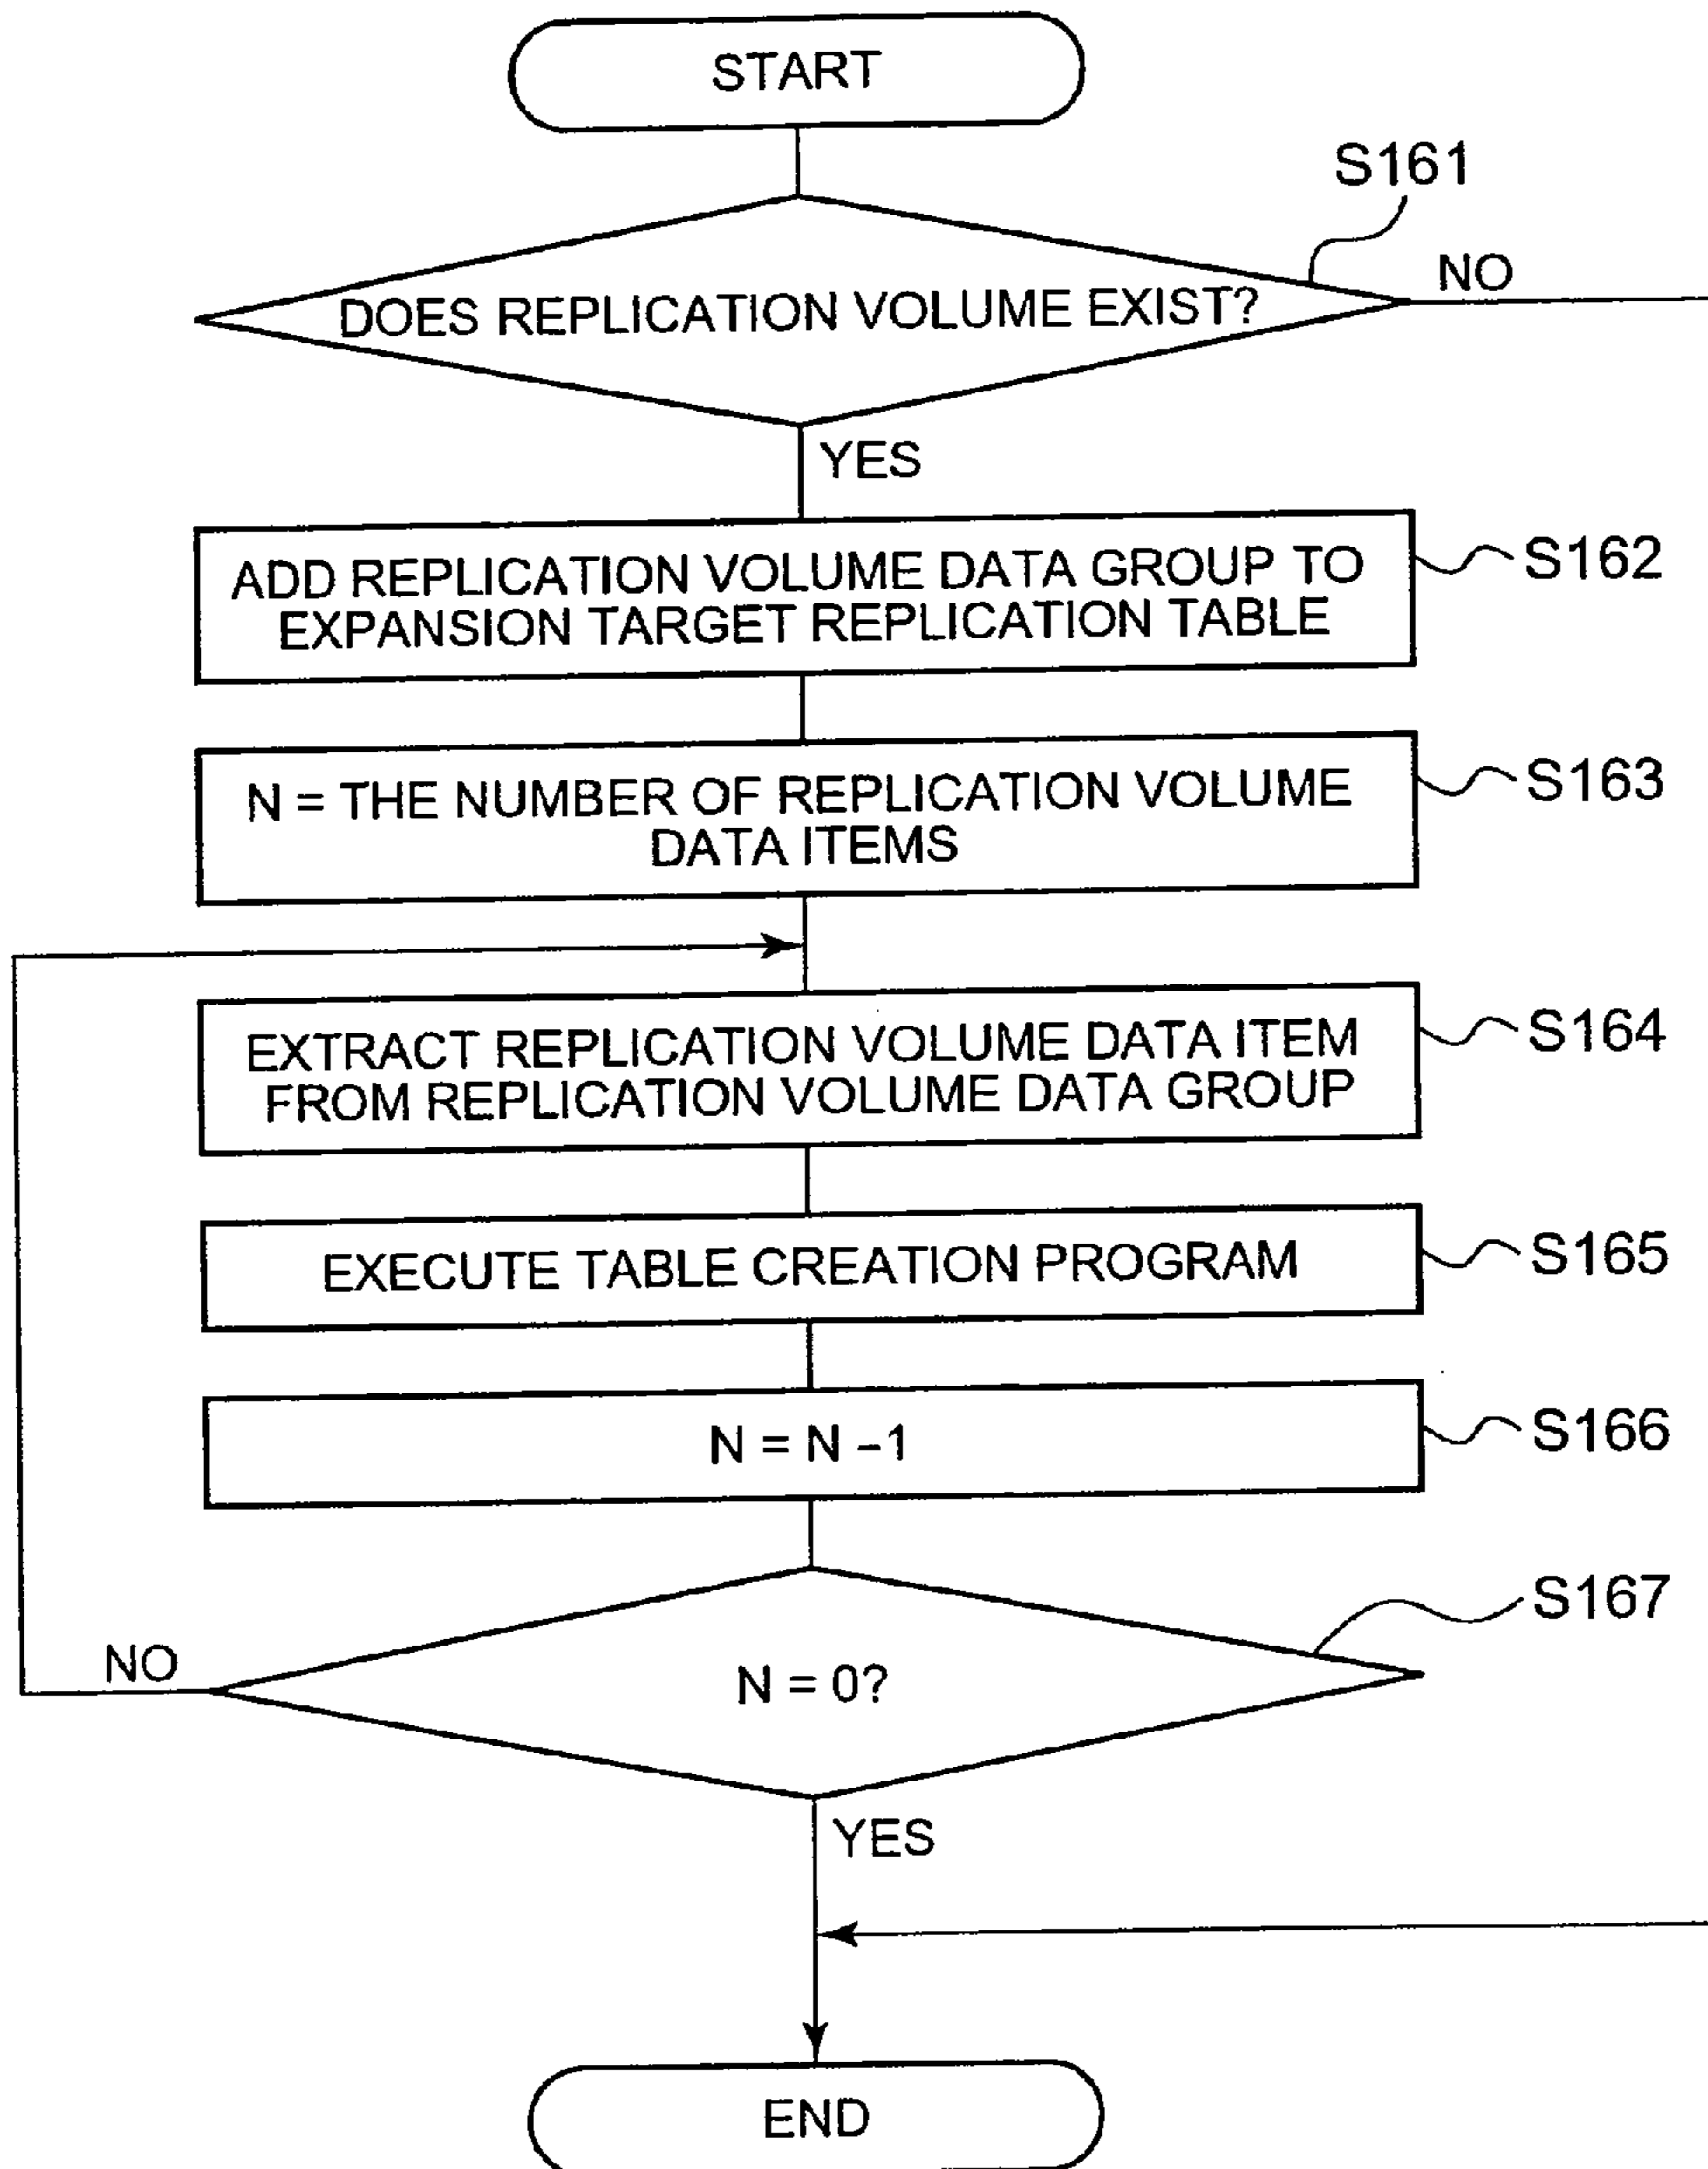 START
S161
DOES REPLICATION VOLUME EXIST?
NO
YES
ADD REPLICATION VOLUME DATA GROUP TO
EXPANSION TARGET REPLICATION TABLE
S162
N = THE NUMBER OF REPLICATION VOLUME
DATA ITEMS
S163
EXTRACT REPLICATION VOLUME DATA ITEM
FROM REPLICATION VOLUME DATA GROUP
S164
EXECUTE TABLE CREATION PROGRAM
S165
N = N –1
S166
S167
NO
N = 0?
YES
END